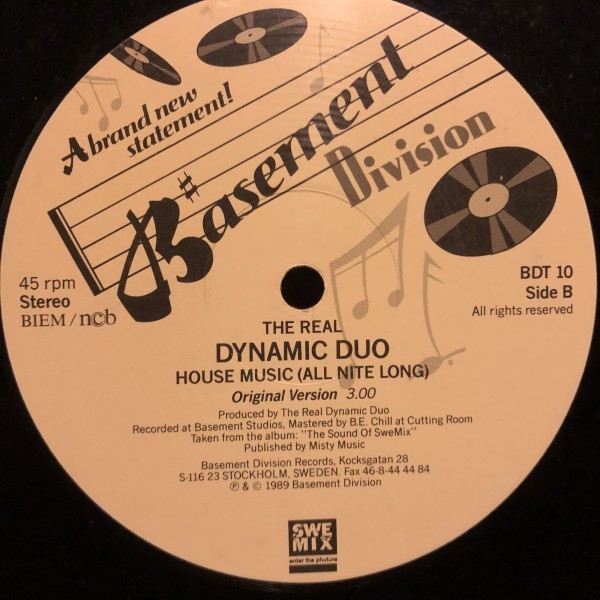 A brand new
statement!
Basement
Division
45 rpm
Stereo
BIEM/ncb
BDT 10
Side B
All rights reserved
THE REAL
DYNAMIC DUO
HOUSE MUSIC (ALL NITE LONG)
Original Version 3.00
Produced by The Real Dynamic Duo
Recorded at Basement Studios, Mastered by B.E. Chill at Cutting Room
Taken from the album: "The Sound Of SweMix"
Published by Misty Music
Basement Division Records, Kocksgatan 28
S-116 23 STOCKHOLM, SWEDEN. Fax 46-8-44 44 84
℗ & © 1989 Basement Division
SWE
MIX
enter the phuture